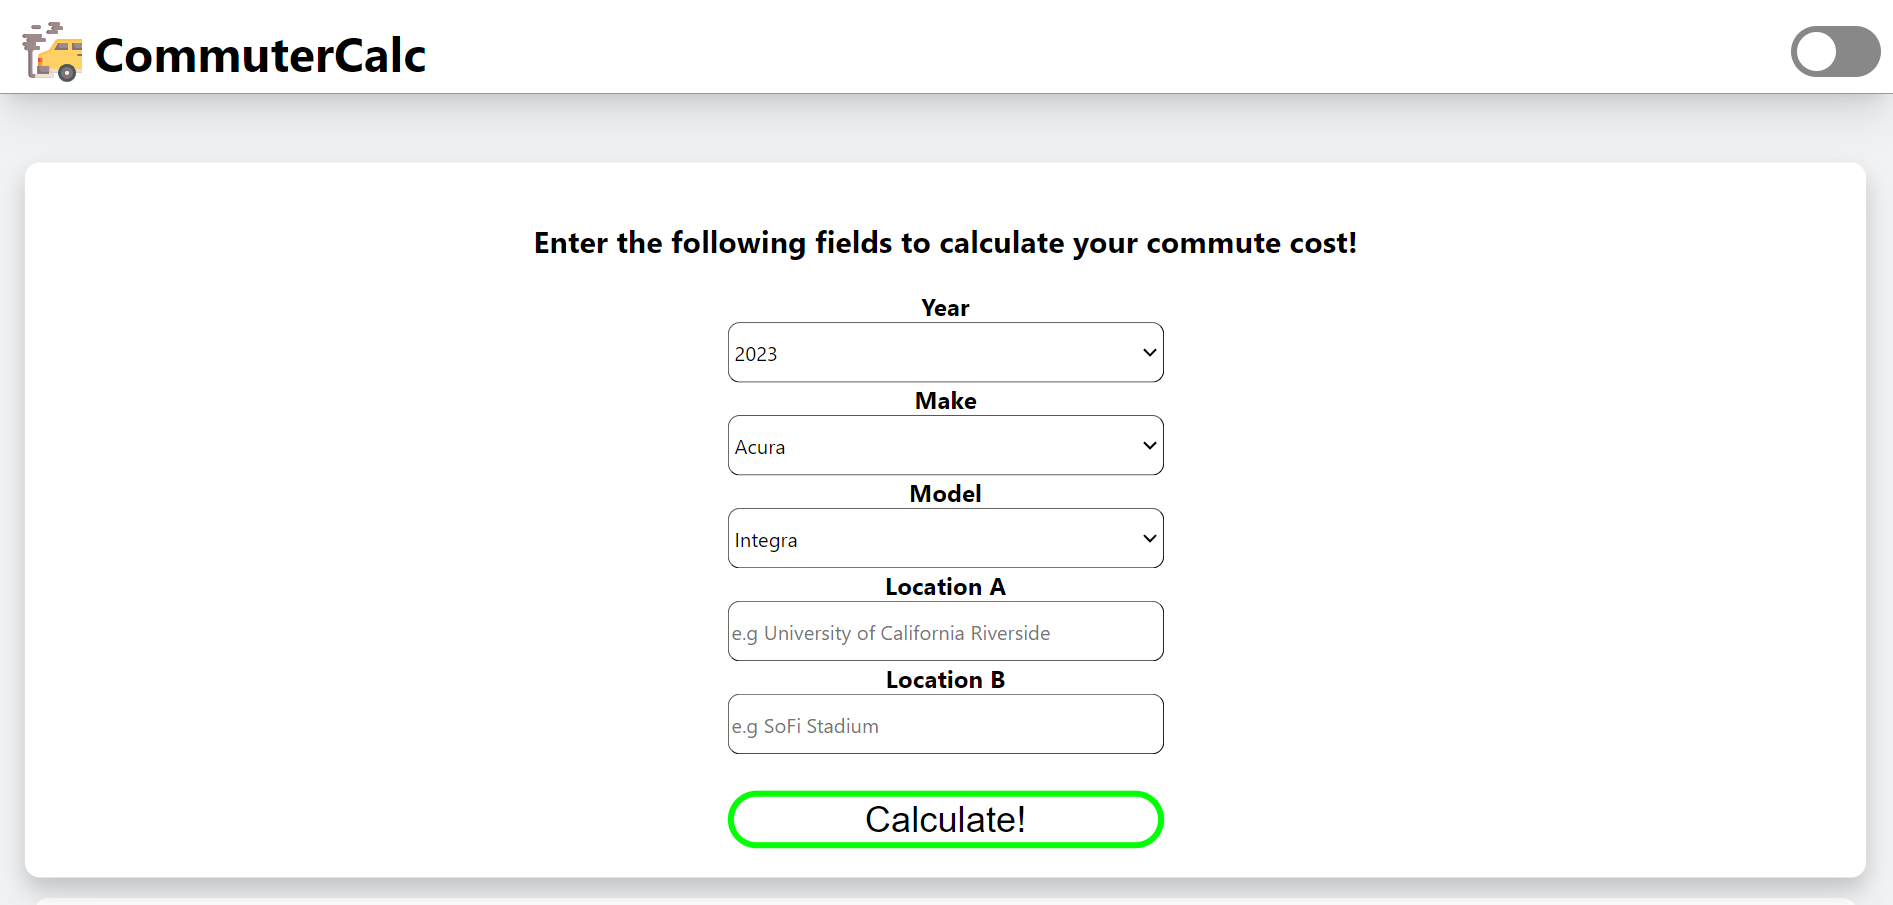 CommuterCalc
Enter the following fields to calculate your commute cost!
Year
2023
Make
Acura
Model
Integra
Location A
e.g University of California Riverside
Location B
e.g SoFi Stadium
Calculate!